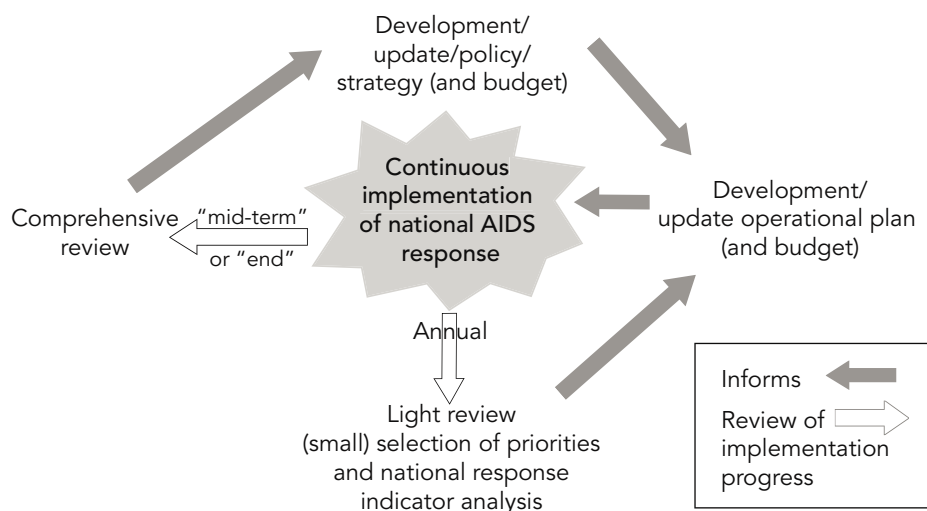 Development/
update/policy/
strategy (and budget)
Continuous
implementation
of national AIDS
response
Comprehensive
review
“mid-term”
or “end”
Development/
update operational plan
(and budget)
Annual
Light review
(small) selection of priorities
and national response
indicator analysis
Informs
Review of
implementation
progress